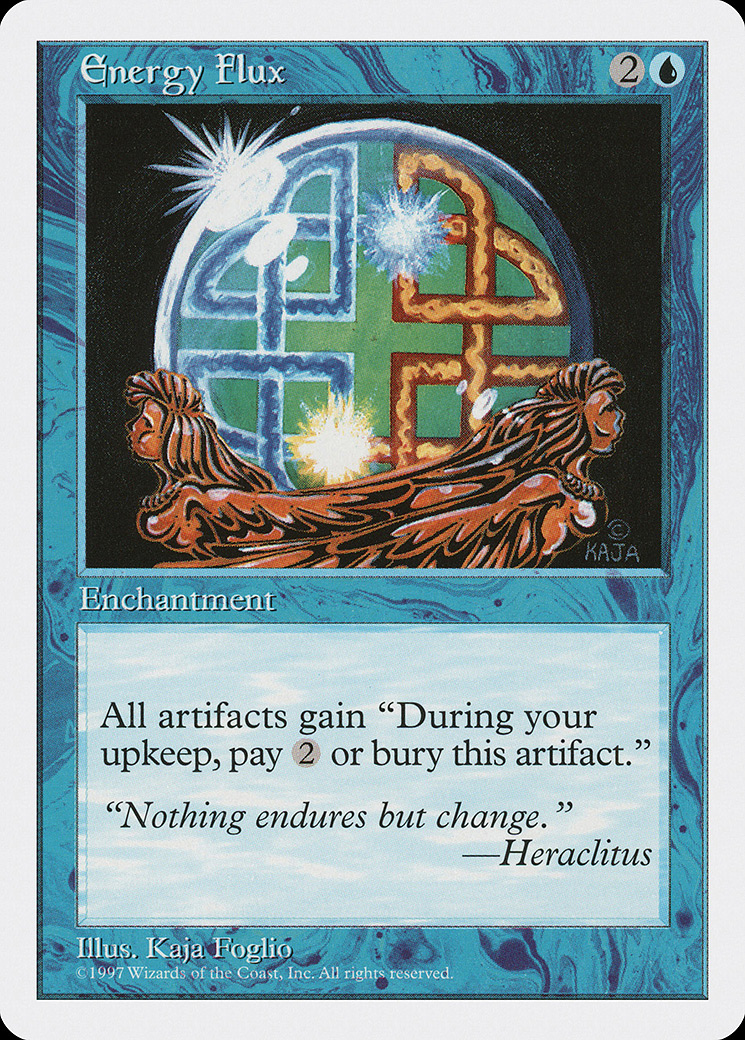 Energy Flux 2
© KAJA
Enchantment
All artifacts gain “During your
upkeep, pay 2 or bury this artifact.”
“Nothing endures but change.”
—Heraclitus
Illus. Kaja Foglio
©1997 Wizards of the Coast, Inc. All rights reserved.